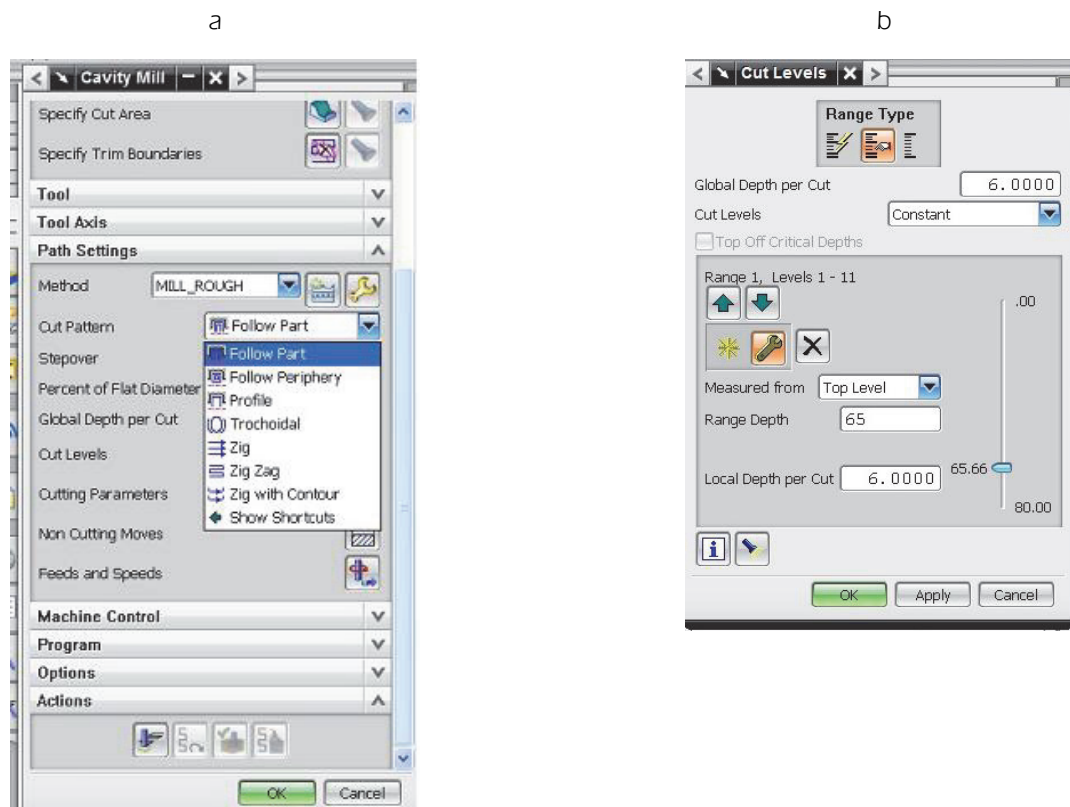 a
b
Cavity Mill
Specify Cut Area
Specify Trim Boundaries
Tool
Tool Axis
Path Settings
Method MILL_ROUGH
Cut Pattern Follow Part
Stepover Follow Part
Follow Periphery
Percent of Flat Diameter Profile
Global Depth per Cut Trochoidal
Zig
Cut Levels Zig Zag
Cutting Parameters Zig with Contour
Show Shortcuts
Non Cutting Moves
Feeds and Speeds
Machine Control
Program
Options
Actions
OK Cancel
Cut Levels
Range Type
Global Depth per Cut 6.0000
Cut Levels Constant
Top Off Critical Depths
Range 1, Levels 1 - 11
.00
Measured from Top Level
Range Depth 65
Local Depth per Cut 6.0000 65.66
80.00
OK Apply Cancel